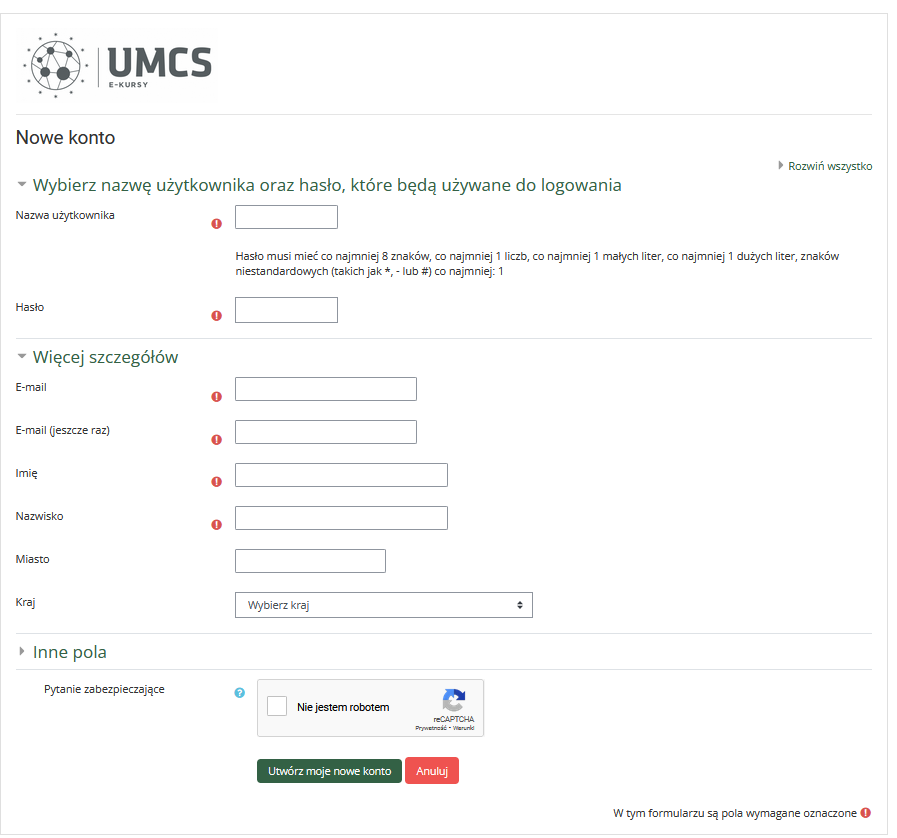 UMCS
E-KURSY
Nowe konto
Rozwiń wszystko
Wybierz nazwę użytkownika oraz hasło, które będą używane do logowania
Nazwa użytkownika
Hasło musi mieć co najmniej 8 znaków, co najmniej 1 liczb, co najmniej 1 małych liter, co najmniej 1 dużych liter, znaków
niestandardowych (takich jak *, - lub #) co najmniej: 1
Hasło
Więcej szczegółów
E-mail
E-mail (jeszcze raz)
Imię
Nazwisko
Miasto
Kraj
Wybierz kraj
Inne pola
Pytanie zabezpieczające
Nie jestem robotem
reCAPTCHA
Prywatność - Warunki
Utwórz moje nowe konto
Anuluj
W tym formularzu są pola wymagane oznaczone